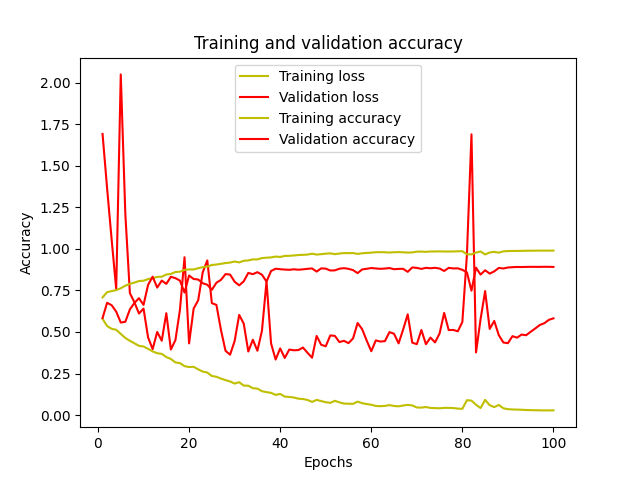 Training and validation accuracy
Training loss
Validation loss
Training accuracy
Validation accuracy
Accuracy
2.00
1.75
1.50
1.25
1.00
0.75
0.50
0.25
0.00
0
20
40
60
80
100
Epochs